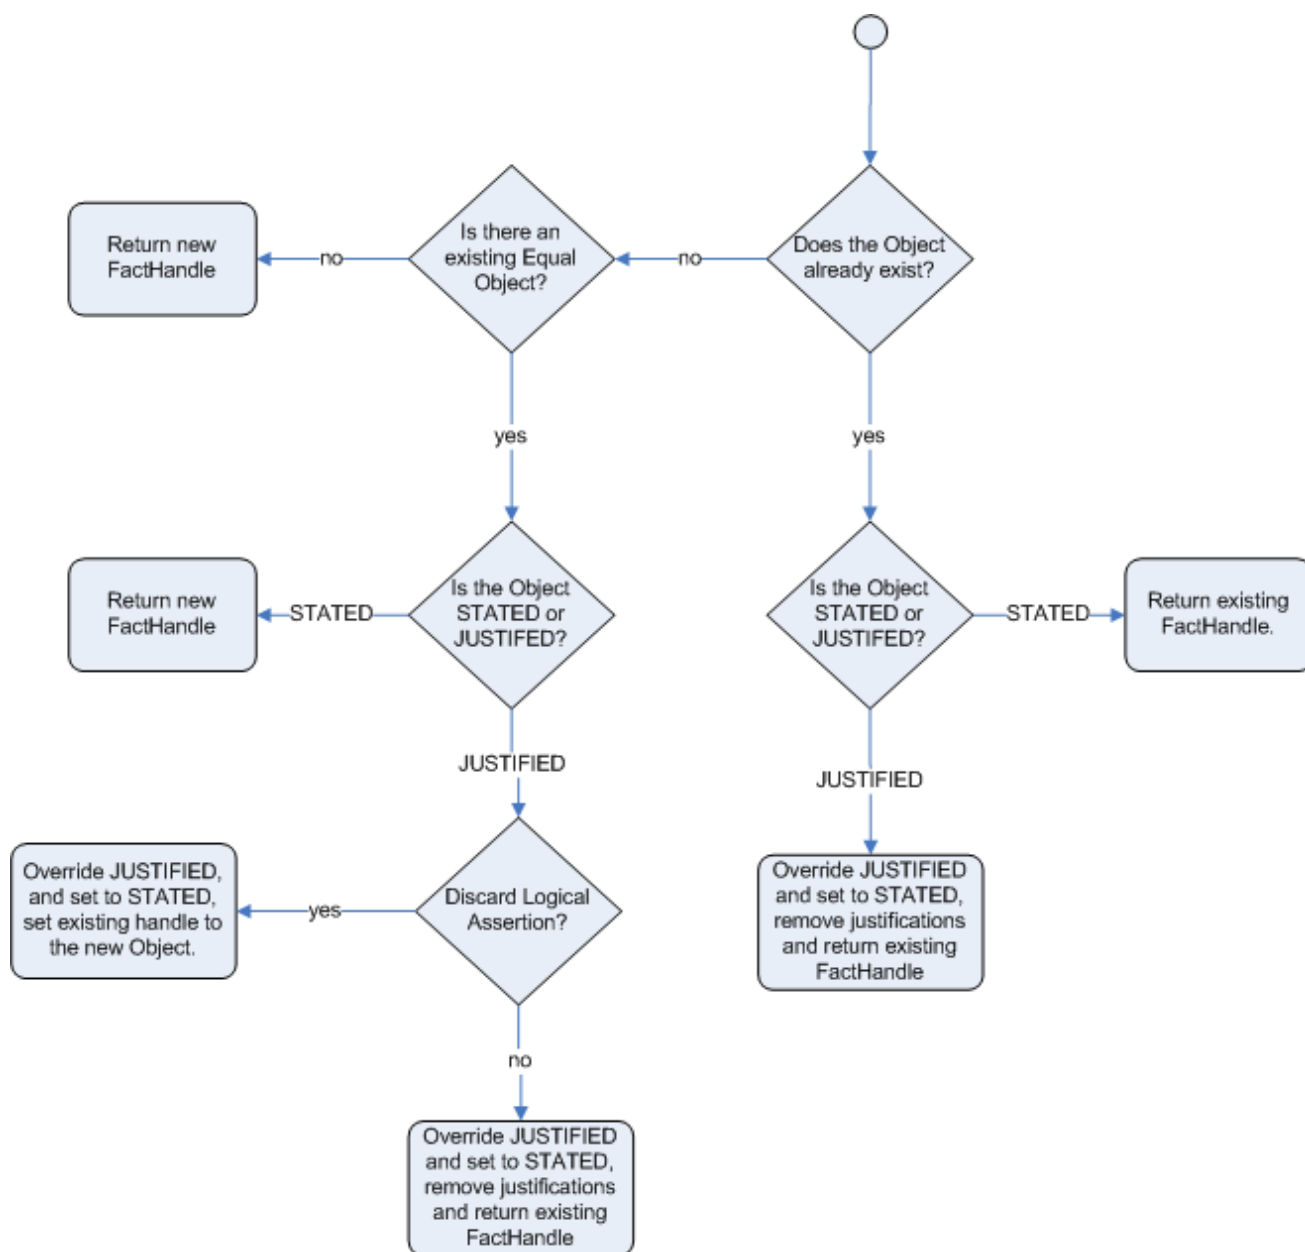 Return new
FactHandle
no
Is there an
existing Equal
Object?
no
Does the Object
already exist?
yes
yes
Return new
FactHandle
STATED
Is the Object
STATED or
JUSTIFED?
Is the Object
STATED or
JUSTIFED?
STATED
Return existing
FactHandle.
JUSTIFIED
JUSTIFIED
Override JUSTIFIED,
and set to STATED,
set existing handle to
the new Object.
yes
Discard Logical
Assertion?
Override JUSTIFIED
and set to STATED,
remove justifications
and return existing
FactHandle
no
Override JUSTIFIED
and set to STATED,
remove justifications
and return existing
FactHandle